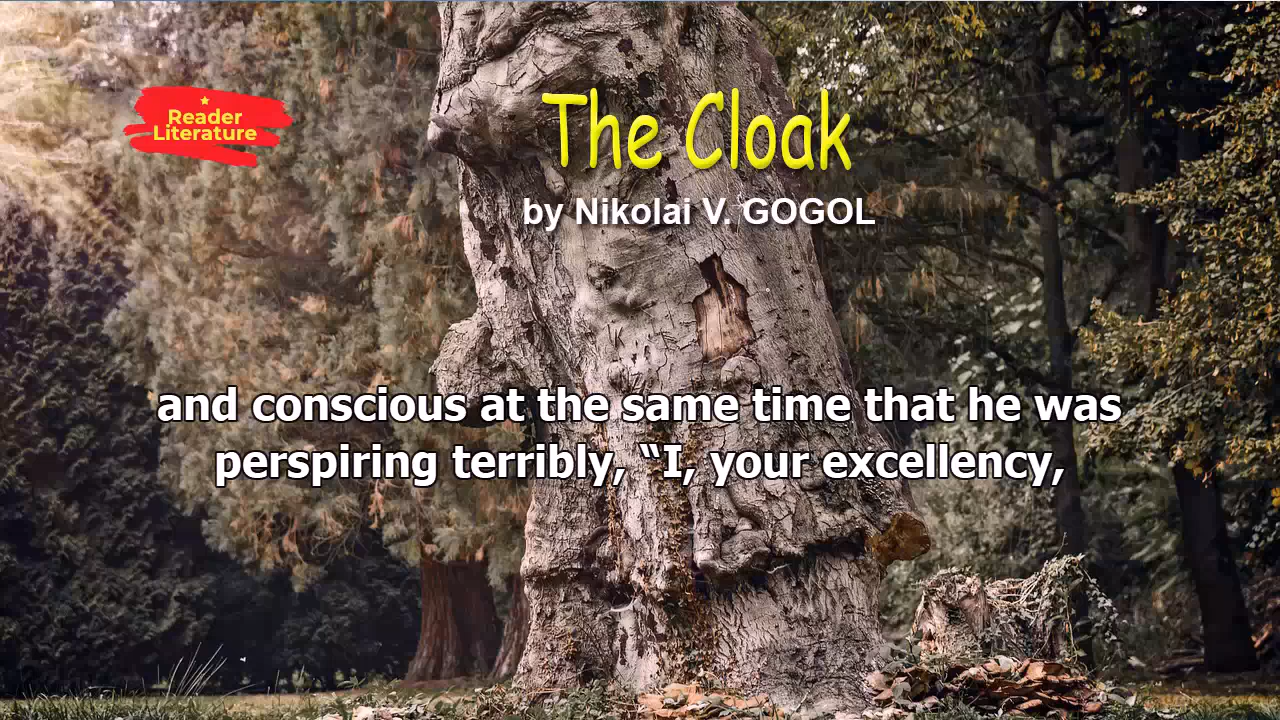 Reader
Literature
The Cloak
by Nikolai V. GOGOL
and conscious at the same time that he was
perspiring terribly, “I, your excellency,